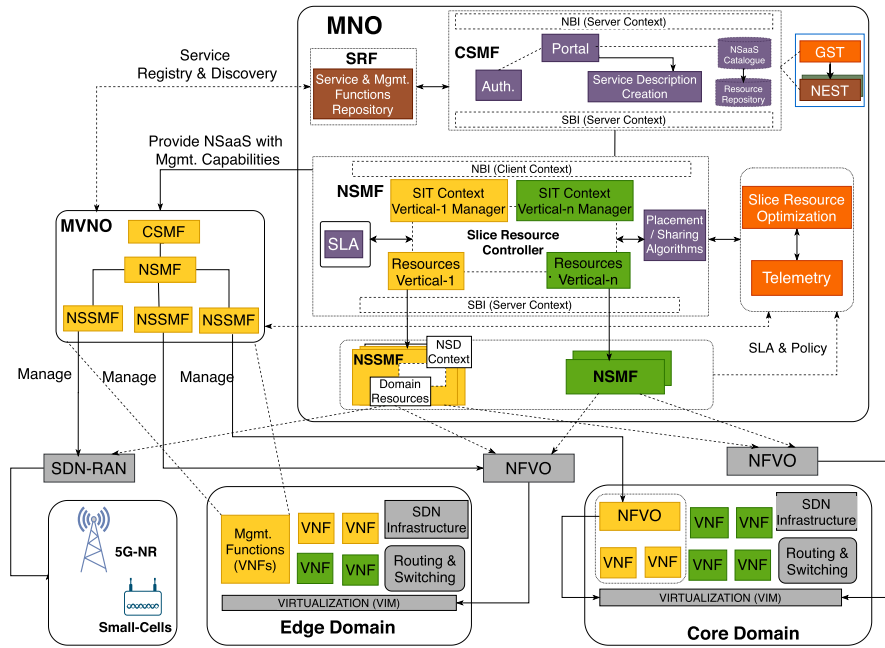 MNO
NBI (Server Context)
CSMF
Portal
NSaaS
Catalogue
Auth.
Service Description
Creation
Resource
Repository
SBI (Server Context)
GST
NEST
SRF
Service & Mgmt.
Functions
Repository
Service
Registry & Discovery
Provide NSaaS with
Mgmt. Capabilities
NBI (Client Context)
NSMF
SIT Context
Vertical-1 Manager
SIT Context
Vertical-n Manager
SLA
Slice Resource
Controller
Placement
/ Sharing
Algorithms
Resources
Vertical-1
Resources
Vertical-n
SBI (Server Context)
Slice Resource
Optimization
Telemetry
MVNO
CSMF
NSMF
NSSMF
NSSMF
NSSMF
NSSMF
NSD
Context
Domain
Resources
NSMF
SLA & Policy
Manage
Manage
Manage
SDN-RAN
NFVO
NFVO
5G-NR
Small-Cells
Mgmt.
Functions
(VNFs)
VNF
VNF
VNF
VNF
SDN
Infrastructure
Routing &
Switching
VIRTUALIZATION (VIM)
Edge Domain
NFVO
VNF
VNF
VNF
VNF
VNF
VNF
SDN
Infrastructure
Routing &
Switching
VIRTUALIZATION (VIM)
Core Domain